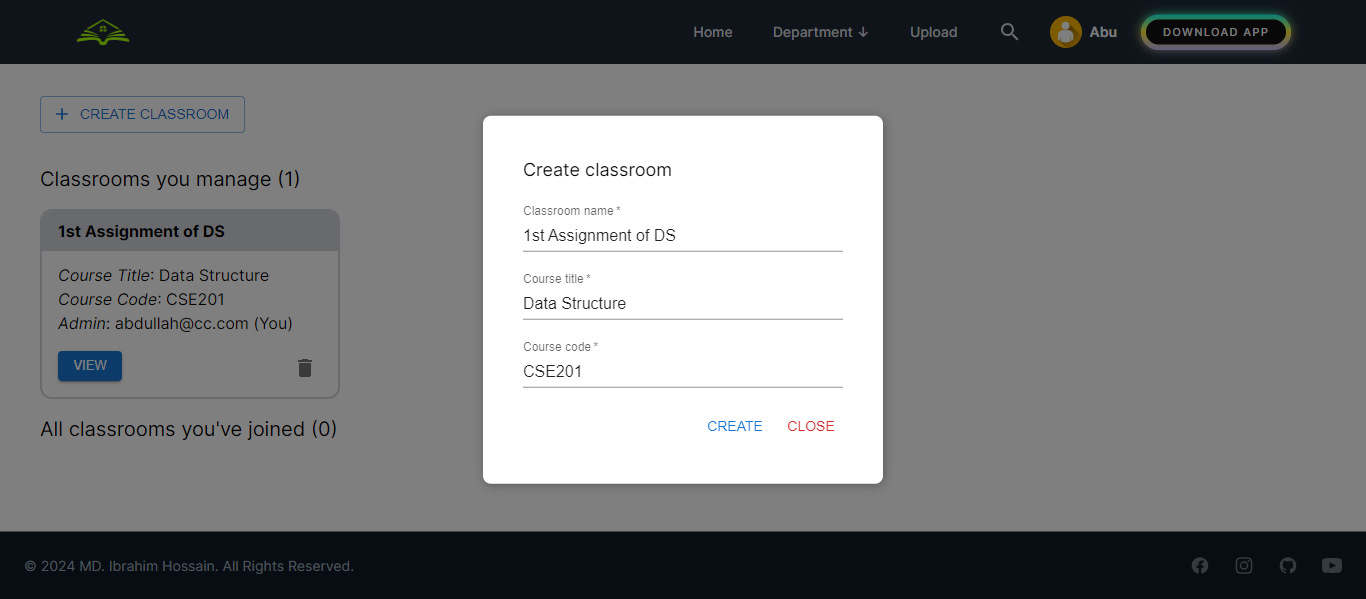 Home Department ↓ Upload Abu DOWNLOAD APP
+ CREATE CLASSROOM
Classrooms you manage (1)
1st Assignment of DS
Course Title: Data Structure
Course Code: CSE201
Admin: abdullah@cc.com (You)
VIEW
All classrooms you've joined (0)
Create classroom
Classroom name *
1st Assignment of DS
Course title *
Data Structure
Course code *
CSE201
CREATE CLOSE
© 2024 MD. Ibrahim Hossain. All Rights Reserved.